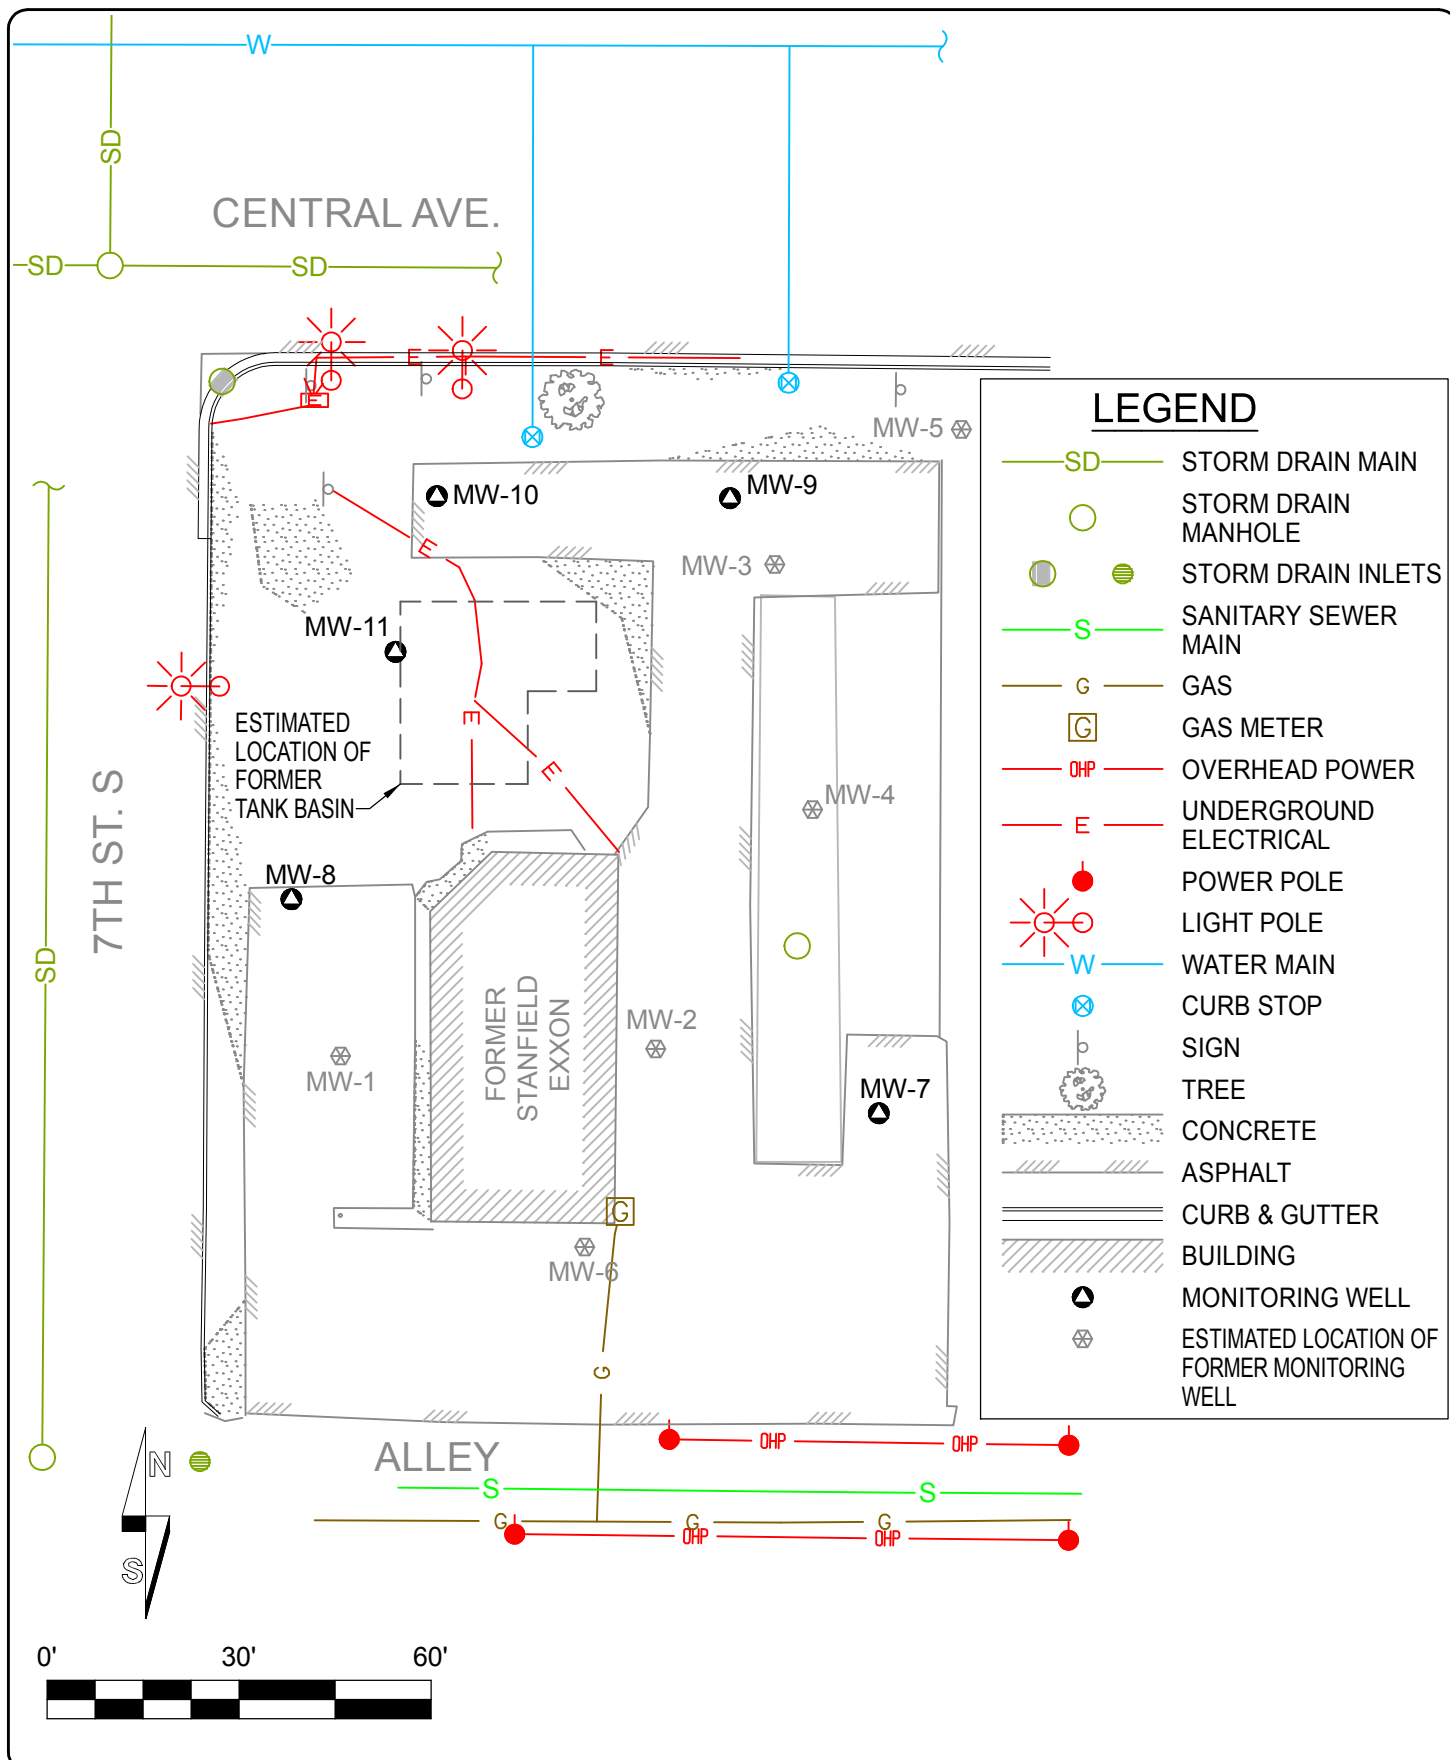 W
SD
CENTRAL AVE.
SD
SD
E
E
E
MW-5
MW-10
MW-9
E
MW-3
MW-11
ESTIMATED
LOCATION OF
FORMER
TANK BASIN
E
E
MW-4
7TH ST. S
MW-8
SD
FORMER
STANFIELD
EXXON
MW-2
MW-1
MW-7
G
MW-6
G
ALLEY
OHP
OHP
S
S
G
G
G
OHP
OHP
N
S
0'
30'
60'
LEGEND
SD
STORM DRAIN MAIN
STORM DRAIN
MANHOLE
STORM DRAIN INLETS
S
SANITARY SEWER
MAIN
G
GAS
G
GAS METER
OHP
OVERHEAD POWER
E
UNDERGROUND
ELECTRICAL
POWER POLE
LIGHT POLE
W
WATER MAIN
CURB STOP
SIGN
TREE
CONCRETE
ASPHALT
CURB & GUTTER
BUILDING
MONITORING WELL
ESTIMATED LOCATION OF
FORMER MONITORING
WELL